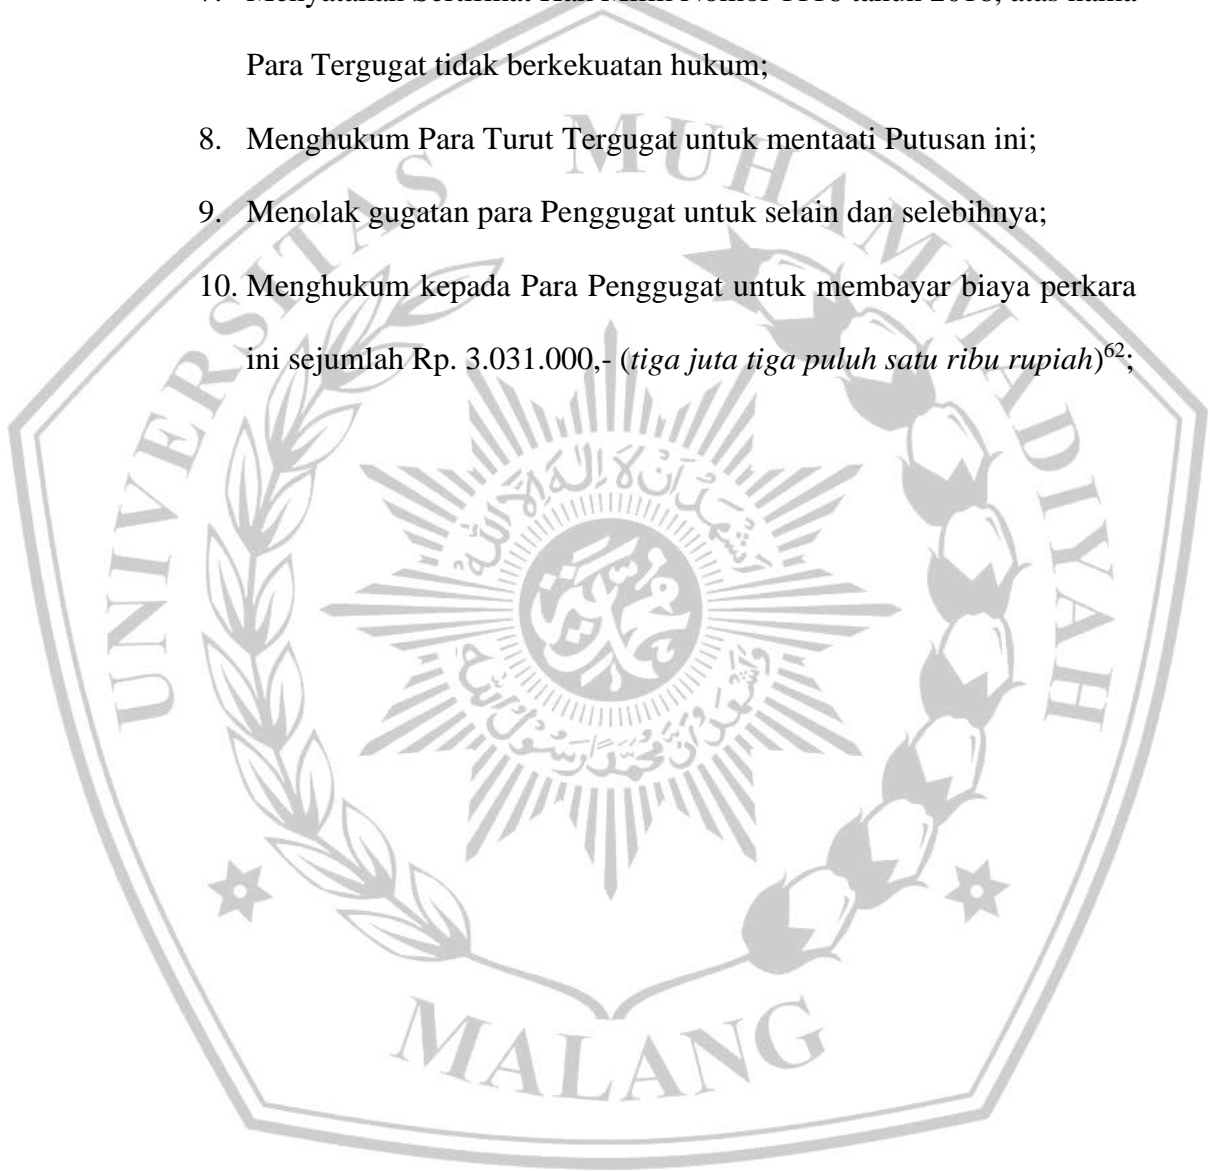 Para Tergugat tidak berkekuatan hukum;
8. Menghukum Para Turut Tergugat untuk mentaati Putusan ini;
9. Menolak gugatan para Penggugat untuk selain dan selebihnya;
10. Menghukum kepada Para Penggugat untuk membayar biaya perkara
ini sejumlah Rp. 3.031.000,- (tiga juta tiga puluh satu ribu rupiah)62;
UNIVERSITAS MUHAMMADIYAH
MALANG